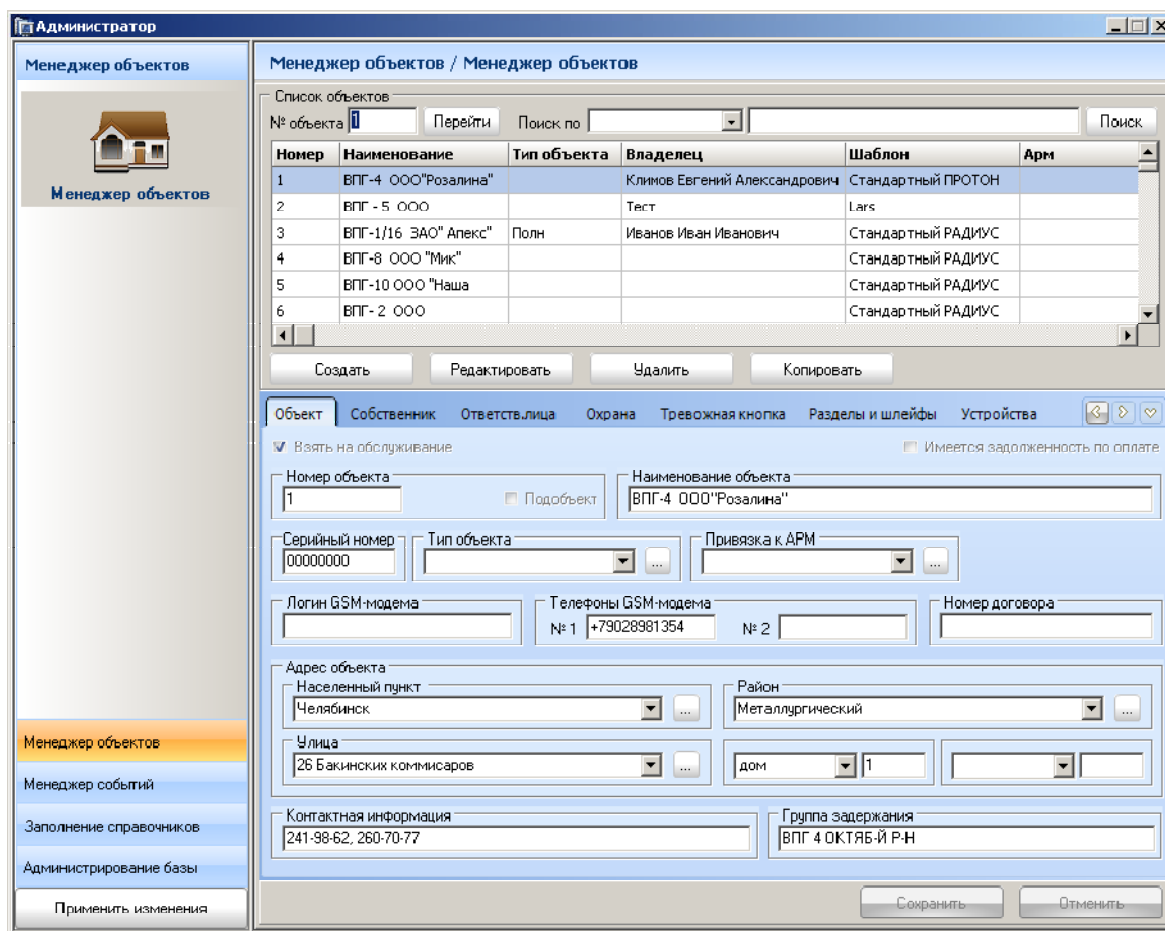 Администратор
Менеджер объектов
Менеджер объектов / Менеджер объектов
Менеджер объектов
Список объектов
№ объекта 1 Перейти Поиск по Поиск
Номер Наименование Тип объекта Владелец Шаблон Арм
1 ВПГ-4 ООО"Розалина" Климов Евгений Александрович Стандартный ПРОТОН
2 ВПГ - 5 ООО Тест Lars
3 ВПГ-1/16 ЗАО" Апекс" Полн Иванов Иван Иванович Стандартный РАДИУС
4 ВПГ-8 ООО "Мик" Стандартный РАДИУС
5 ВПГ-10 ООО "Наша Стандартный РАДИУС
6 ВПГ- 2 ООО Стандартный РАДИУС
Создать Редактировать Удалить Копировать
Объект Собственник Ответств.лица Охрана Тревожная кнопка Разделы и шлейфы Устройства
Взять на обслуживание Имеется задолженность по оплате
Номер объекта Наименование объекта
1 Подобъект ВПГ-4 ООО"Розалина"
Серийный номер Тип объекта Привязка к АРМ
00000000 ... ...
Логин GSM-модема Телефоны GSM-модема Номер договора
№ 1 +79028981354 № 2
Адрес объекта
Населенный пункт Район
Челябинск ... Металлургический ...
Улица
26 Бакинских коммисаров ... дом 1
Контактная информация Группа задержания
241-98-62, 260-70-77 ВПГ 4 ОКТЯБ-Й Р-Н
Менеджер объектов
Менеджер событий
Заполнение справочников
Администрирование базы
Применить изменения
Сохранить Отменить